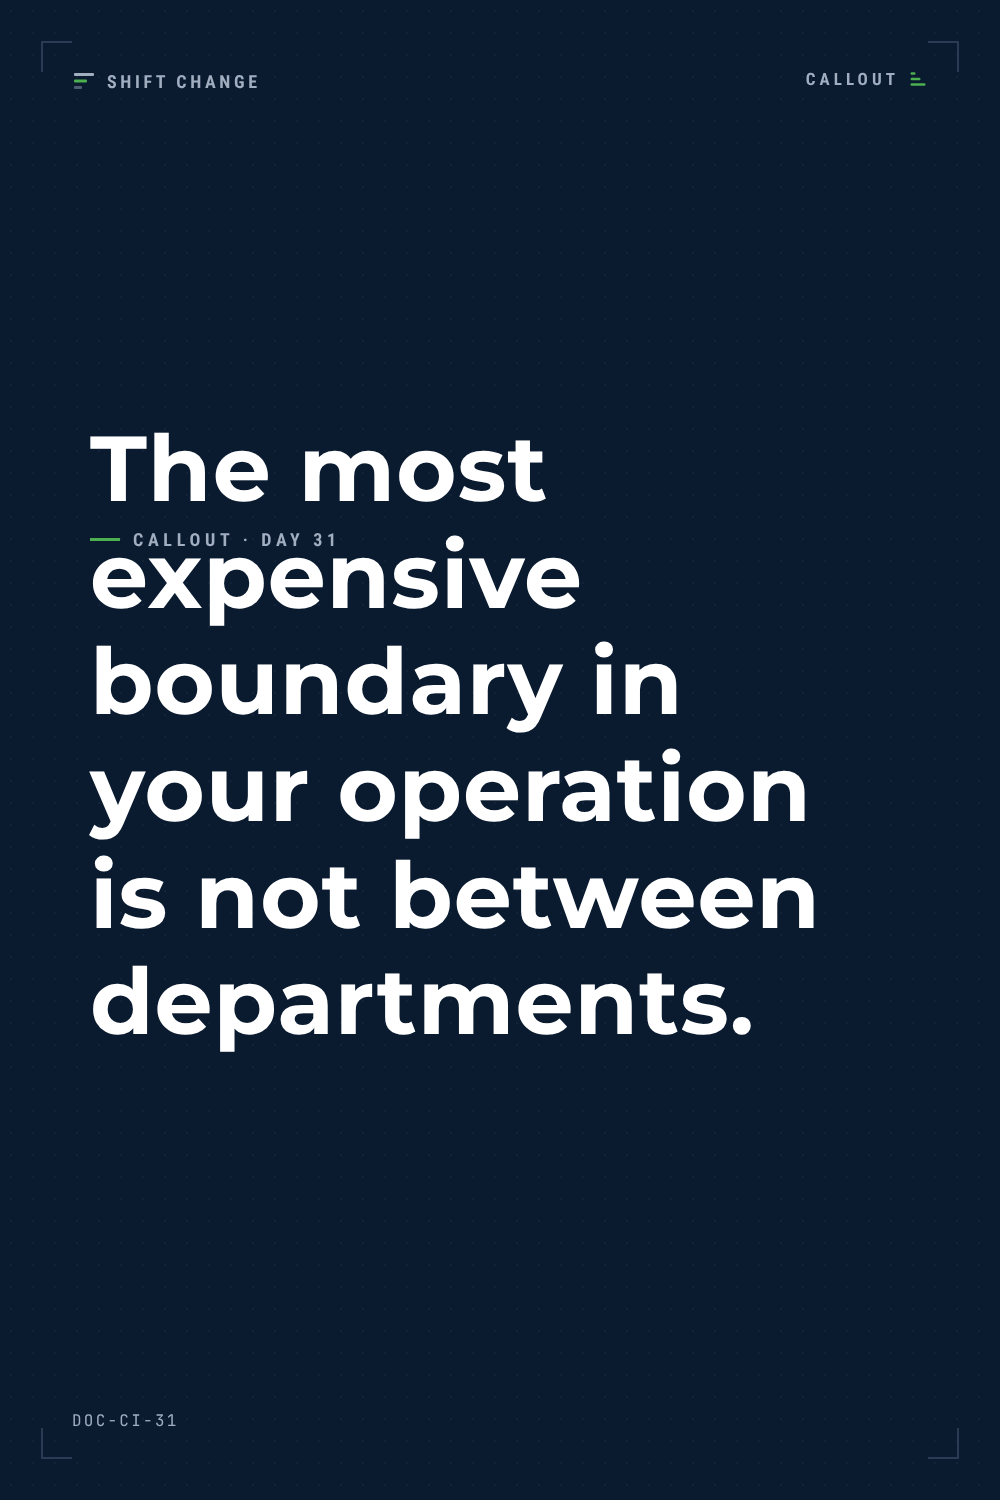 SHIFT CHANGE
CALLOUT
The most
CALLOUT · DAY 31
expensive
boundary in
your operation
is not between
departments.
DOC-CI-31